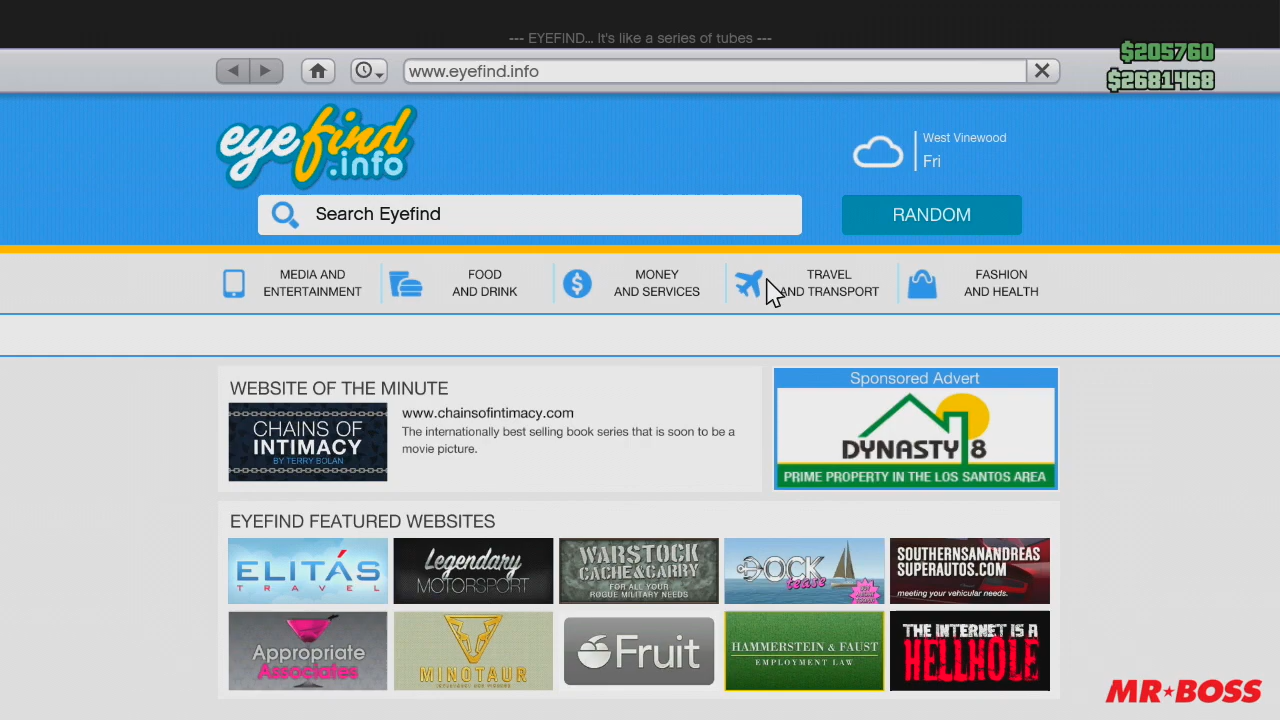 --- EYEFIND... It's like a series of tubes ---
www.eyefind.info
$205760
$2681468
eyefind
.info
West Vinewood
Fri
Search Eyefind
RANDOM
MEDIA AND
ENTERTAINMENT
FOOD
AND DRINK
MONEY
AND SERVICES
TRAVEL
AND TRANSPORT
FASHION
AND HEALTH
WEBSITE OF THE MINUTE
CHAINS OF
INTIMACY
BY TERRY BOLAN
www.chainsofintimacy.com
The internationally best selling book series that is soon to be a
movie picture.
Sponsored Advert
DYNASTY 8
PRIME PROPERTY IN THE LOS SANTOS AREA
EYEFIND FEATURED WEBSITES
ELITÁS
TRAVEL
Legendary
MOTORSPORT
WARSTOCK
CACHE & CARRY
FOR ALL YOUR
ROGUE MILITARY NEEDS
DOCK
tease
SOUTHERNSANANDREAS
SUPERAUTOS.COM
meeting your vehicular needs.
Appropriate
Associates
MINOTAUR
Fruit
HAMMERSTEIN & FAUST
EMPLOYMENT LAW
THE INTERNET IS A
HELLHOLE
MR★BOSS